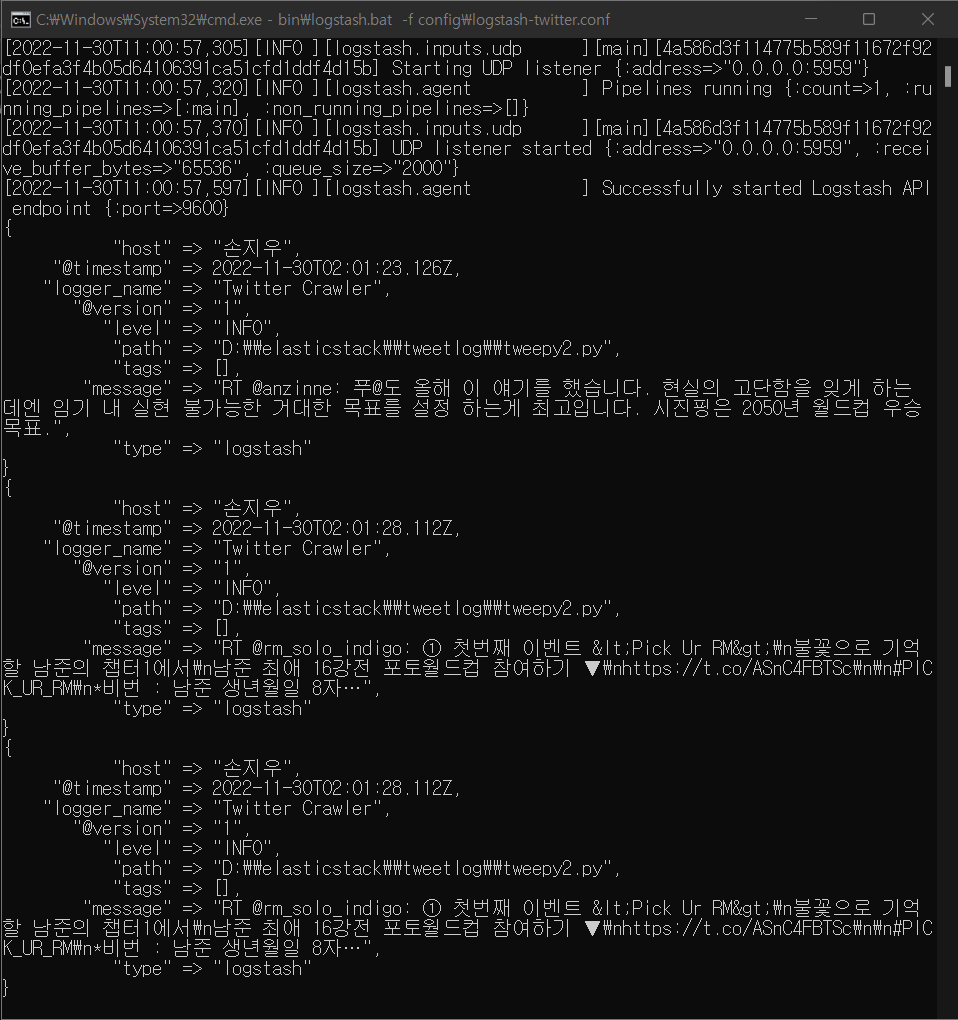 C:₩Windows₩System32₩cmd.exe - bin₩logstash.bat -f config₩logstash-twitter.conf
[2022-11-30T11:00:57,305][INFO ][logstash.inputs.udp      ][main][4a586d3f114775b589f11672f92
df0efa3f4b05d64106391ca51cfd1ddf4d15b] Starting UDP listener {:address=>"0.0.0.0:5959"}
[2022-11-30T11:00:57,320][INFO ][logstash.agent           ] Pipelines running {:count=>1, :ru
nning_pipelines=>[:main], :non_running_pipelines=>[]}
[2022-11-30T11:00:57,370][INFO ][logstash.inputs.udp      ][main][4a586d3f114775b589f11672f92
df0efa3f4b05d64106391ca51cfd1ddf4d15b] UDP listener started {:address=>"0.0.0.0:5959", :recei
ve_buffer_bytes=>"65536", :queue_size=>"2000"}
[2022-11-30T11:00:57,597][INFO ][logstash.agent           ] Successfully started Logstash API
 endpoint {:port=>9600}
{
"host" => "손지우",
"@timestamp" => 2022-11-30T02:01:23.126Z,
"logger_name" => "Twitter Crawler",
"@version" => "1",
"level" => "INFO",
"path" => "D:₩₩elasticstack₩₩tweetlog₩₩tweepy2.py",
"tags" => [],
"message" => "RT @anzinne: 푸@도 올해 이 얘기를 했습니다. 현실의 고단함을 잊게 하는
데엔 임기 내 실현 불가능한 거대한 목표를 설정 하는게 최고입니다. 시진핑은 2050년 월드컵 우승
목표.",
"type" => "logstash"
}
{
"host" => "손지우",
"@timestamp" => 2022-11-30T02:01:28.112Z,
"logger_name" => "Twitter Crawler",
"@version" => "1",
"level" => "INFO",
"path" => "D:₩₩elasticstack₩₩tweetlog₩₩tweepy2.py",
"tags" => [],
"message" => "RT @rm_solo_indigo: ① 첫번째 이벤트 &lt;Pick Ur RM&gt;₩n불꽃으로 기억
할 남준의 챕터1에서₩n남준 최애 16강전 포토월드컵 참여하기 ▼₩nhttps://t.co/ASnC4FBTSc₩n₩n#PIC
K_UR_RM₩n*비번 : 남준 생년월일 8자…",
"type" => "logstash"
}
{
"host" => "손지우",
"@timestamp" => 2022-11-30T02:01:28.112Z,
"logger_name" => "Twitter Crawler",
"@version" => "1",
"level" => "INFO",
"path" => "D:₩₩elasticstack₩₩tweetlog₩₩tweepy2.py",
"tags" => [],
"message" => "RT @rm_solo_indigo: ① 첫번째 이벤트 &lt;Pick Ur RM&gt;₩n불꽃으로 기억
할 남준의 챕터1에서₩n남준 최애 16강전 포토월드컵 참여하기 ▼₩nhttps://t.co/ASnC4FBTSc₩n₩n#PIC
K_UR_RM₩n*비번 : 남준 생년월일 8자…",
"type" => "logstash"
}